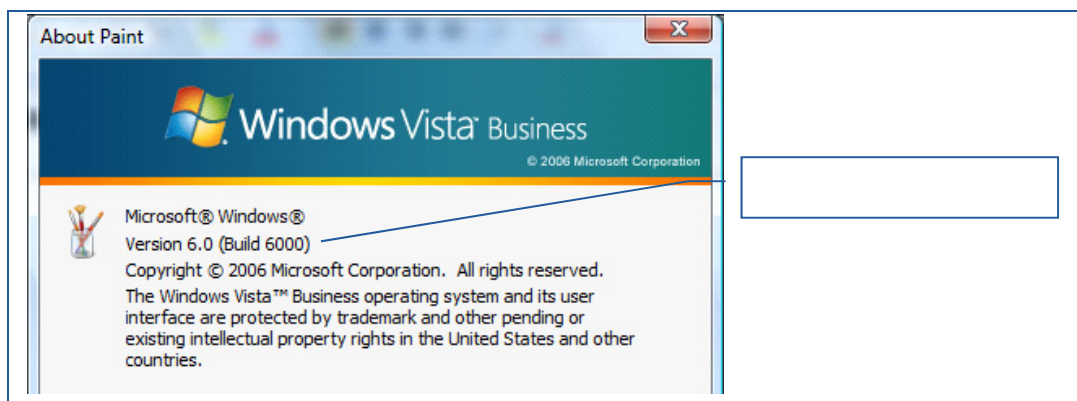 About Paint
Windows Vista™ Business
© 2006 Microsoft Corporation
Microsoft® Windows®
Version 6.0 (Build 6000)
Copyright © 2006 Microsoft Corporation. All rights reserved.
The Windows Vista™ Business operating system and its user
interface are protected by trademark and other pending or
existing intellectual property rights in the United States and other
countries.